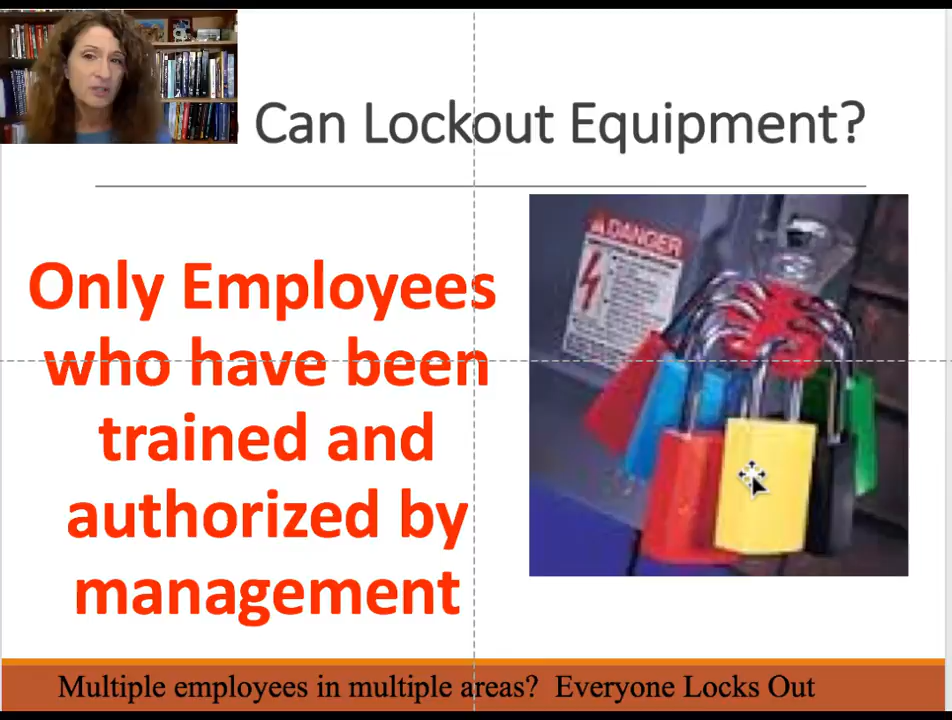 Can Lockout Equipment?
DANGER
Only Employees
who have been
trained and
authorized by
management
Multiple employees in multiple areas? Everyone Locks Out